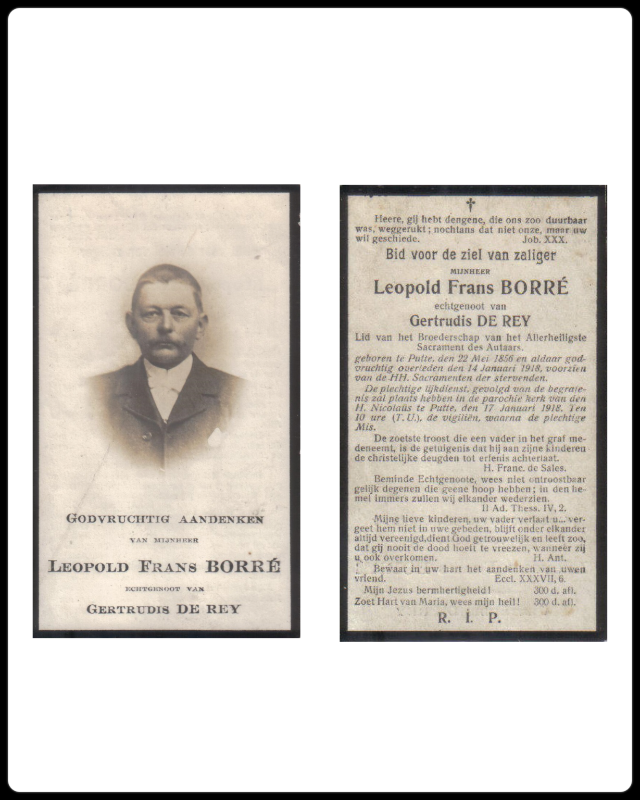 GODVRUCHTIG AANDENKEN
VAN MIJNHEER
LEOPOLD FRANS BORRÉ
ECHTGENOOT VAN
GERTRUDIS DE REY
✝
Heere, gij hebt dengene, die ons zoo duurbaar
was, weggerukt; nochtans dat niet onze, maar uw
wil geschiede. Job. XXX.
Bid voor de ziel van zaliger
MIJNHEER
Leopold Frans BORRÉ
echtgenoot van
Gertrudis DE REY
Lid van het Broederschap van het Allerheiligste
Sacrament des Autaars.
geboren te Putte, den 22 Mei 1856 en aldaar god-
vruchtig overleden den 14 Januari 1918, voorzien
van de HH. Sacramenten der stervenden.
De plechtige lijkdienst, gevolgd van de begrafe-
nis zal plaats hebben in de parochie kerk van den
H. Nicolaüs te Putte, den 17 Januari 1918. Ten
10 ure (T.U.), de vigiliën, waarna de plechtige
Mis.
De zoetste troost die een vader in het graf me-
deneemt, is de getuigenis dat hij aan zijne kinderen
de christelijke deugden tot erfenis achterlaat.
H. Franc. de Sales.
Beminde Echtgenoote, wees niet ontroostbaar
gelijk degenen die geene hoop hebben; in den he-
mel immers zullen wij elkander wederzien.
II Ad. Thess. IV, 2.
Mijne lieve kinderen, uw vader verlaat u... ver-
geet hem niet in uwe gebeden, blijft onder elkander
altijd vereenigd, dient God getrouwelijk en leeft zoo,
dat gij nooit de dood hoeft te vreezen, wanneer zij
u zal overkomen. H. Ant.
Bewaar in uw hart het aandenken van uwen
vriend. Eccl. XXXVII, 6.
Mijn Jezus bermhertigheid! 300 d. afl.
Zoet Hart van Maria, wees mijn heil! 300 d. afl.
R. I. P.